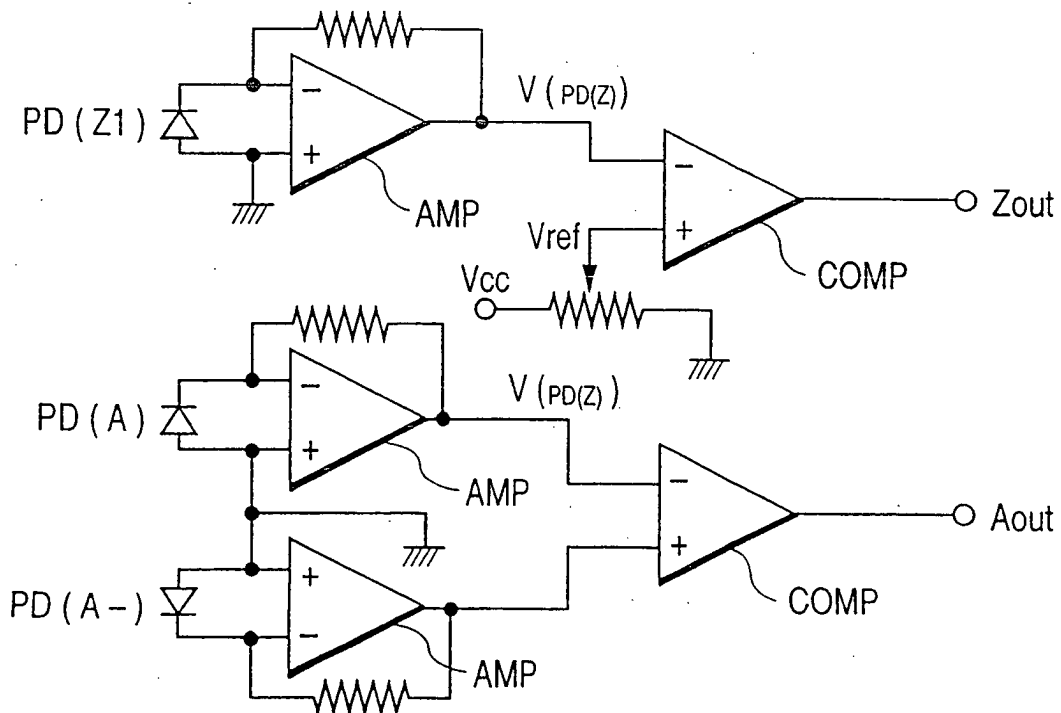 V (PD(Z))
PD (Z1)
−
+
AMP
−
+
Zout
Vref
COMP
Vcc
V (PD(Z))
PD (A)
−
+
AMP
−
+
Aout
PD (A−)
+
−
COMP
AMP